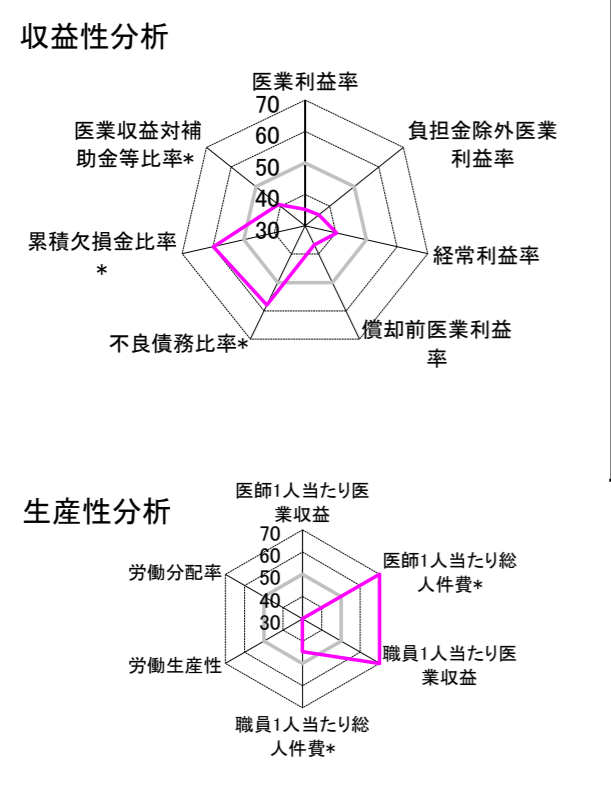 収益性分析
医業利益率
70
60
50
40
30
負担金除外医業
利益率
経常利益率
償却前医業利益
率
不良債務比率*
累積欠損金比率
*
医業収益対補
助金等比率*
生産性分析
医師1人当たり医
業収益
70
60
50
40
30
医師1人当たり総
人件費*
職員1人当たり医
業収益
職員1人当たり総
人件費*
労働生産性
労働分配率